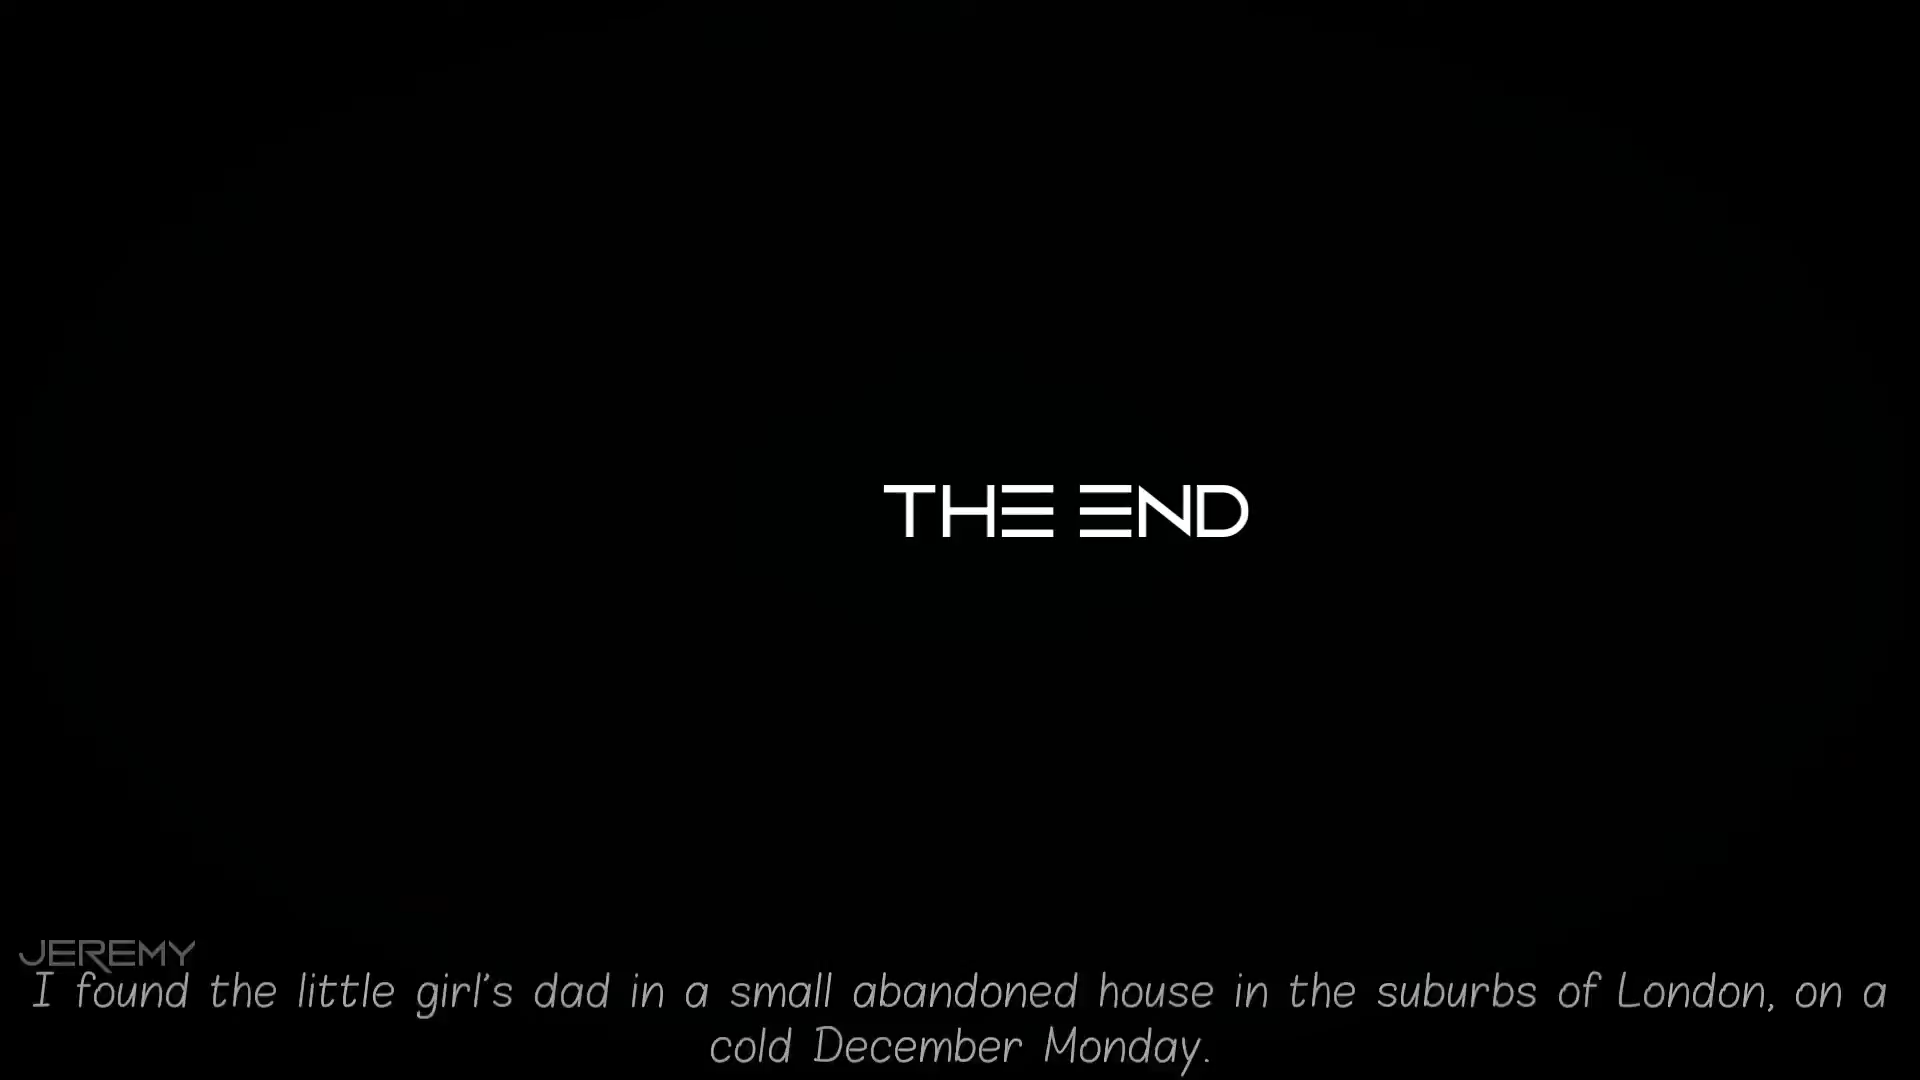 THE END
JEREMY
I found the little girl's dad in a small abandoned house in the suburbs of London, on a
cold December Monday.